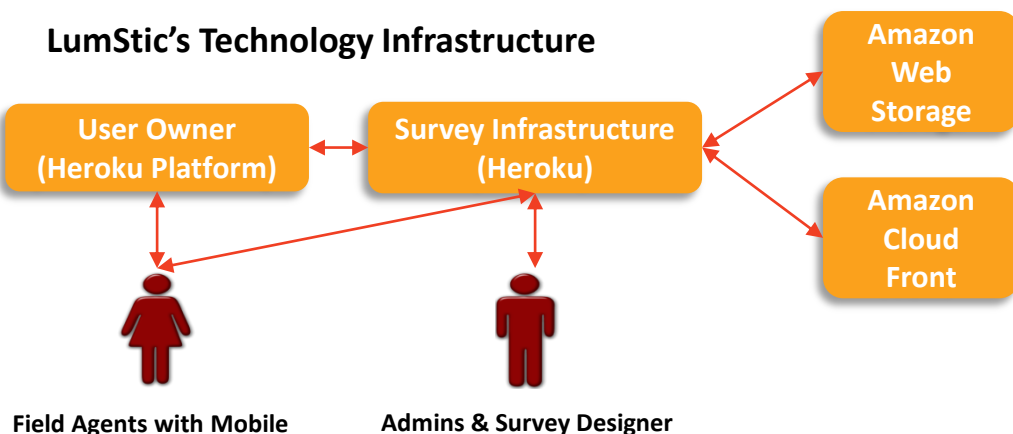 LumStic's Technology Infrastructure
User Owner
(Heroku Platform)
Survey Infrastructure
(Heroku)
Amazon
Web
Storage
Amazon
Cloud
Front
Field Agents with Mobile
Admins & Survey Designer